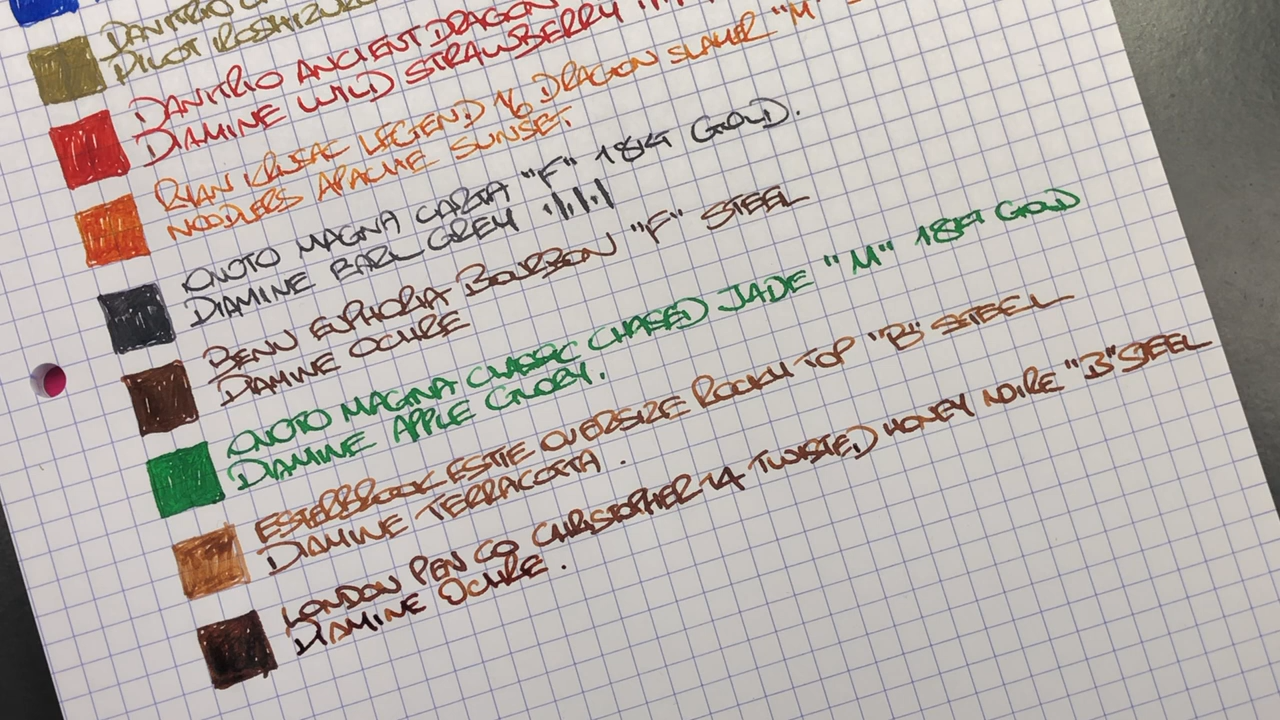 DANITRIO
PILOT IROSHIZUKU
DANITRIO ANCIENT DRAGON
DIAMINE WILD STRAWBERRY
RYAN KRUSAC LEGEND 16 DRAGON SLAYER "M"
NOODLERS APACHE SUNSET.
ONOTO MAGNA CARTA "F" 18K GOLD.
DIAMINE EARL GREY
BENU EUPHORIA BOURBON "F" STEEL
DIAMINE OCHRE
ONOTO MAGNA CLASSIC CHASED JADE "M" 18K GOLD
DIAMINE APPLE GLORY.
ESTERBROOK ESTIE OVERSIZE ROCKY TOP "B" STEEL
DIAMINE TERRACOTTA.
LONDON PEN CO CHRISTOPHER 14 TWISTED HONEY NOIRE "B" STEEL
DIAMINE OCHRE.